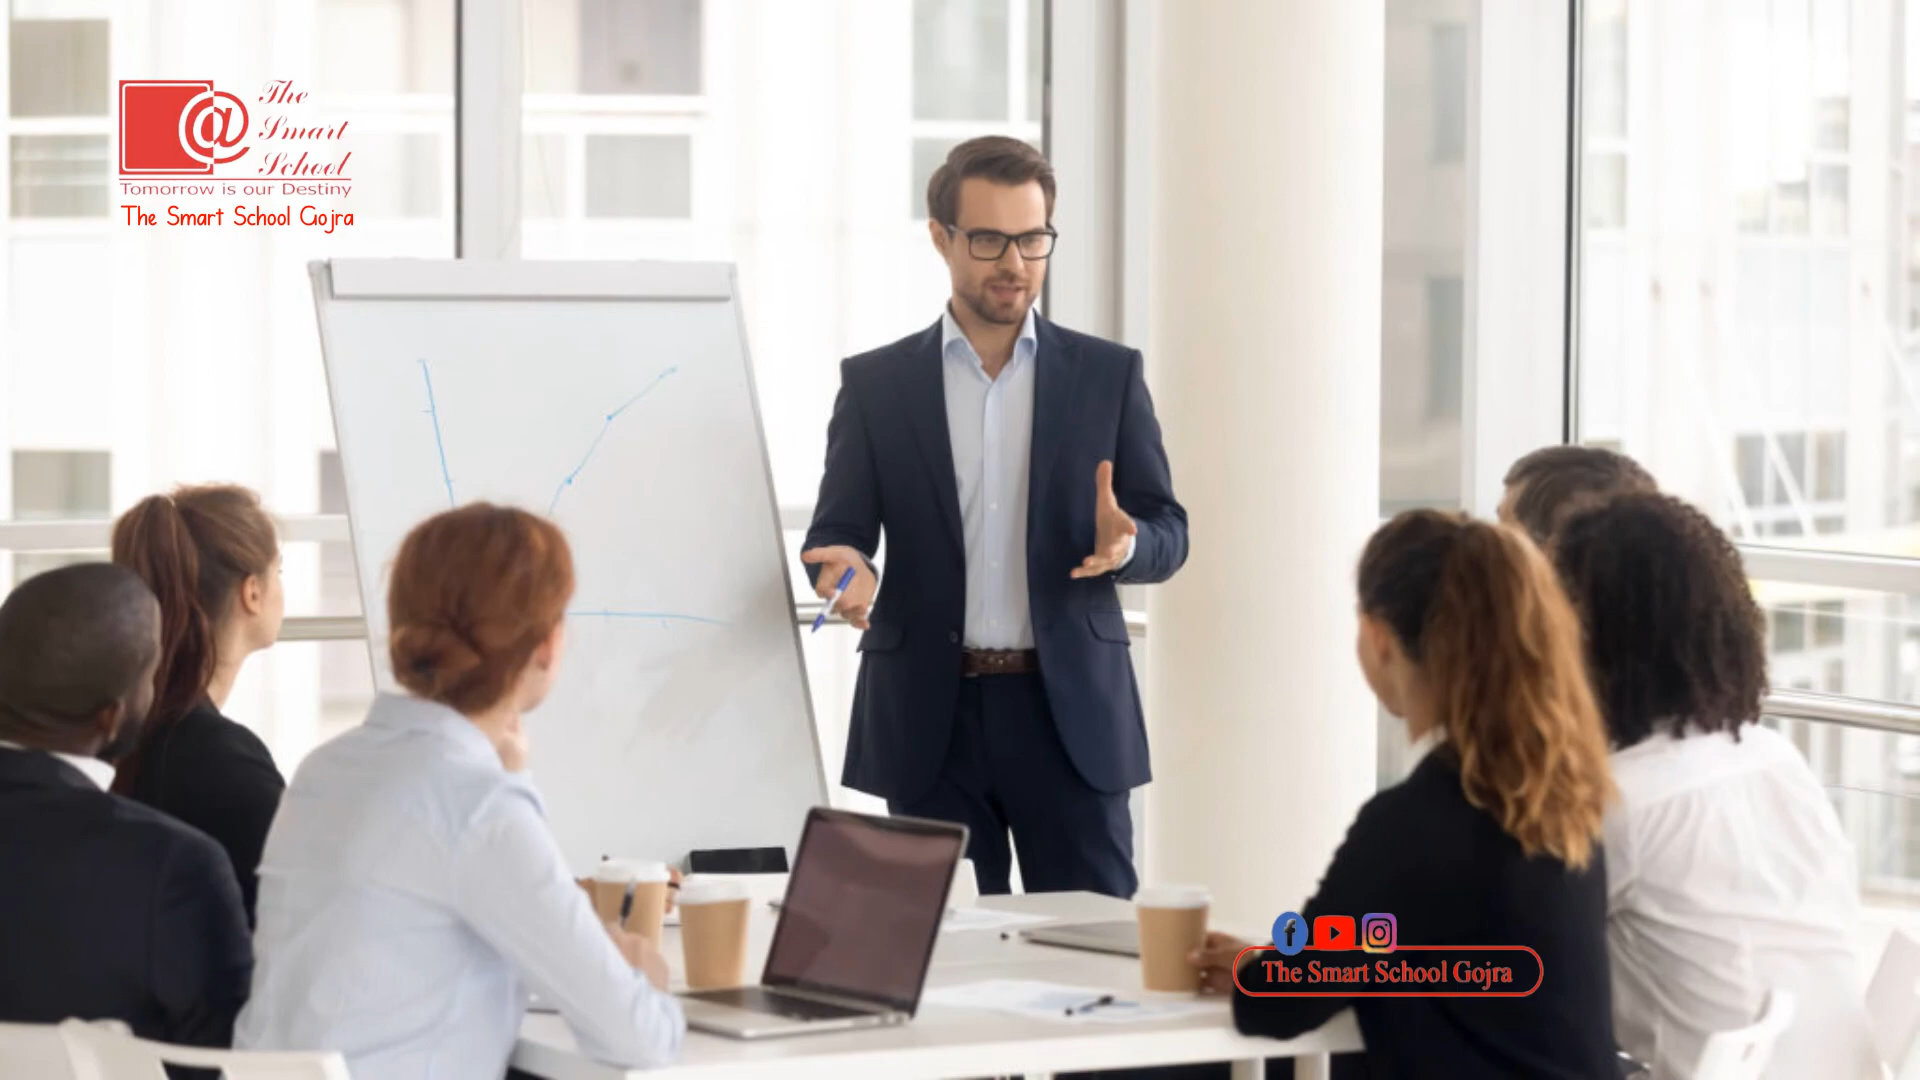 The
Smart
School
Tomorrow is our Destiny
The Smart School Gojra
The Smart School Gojra